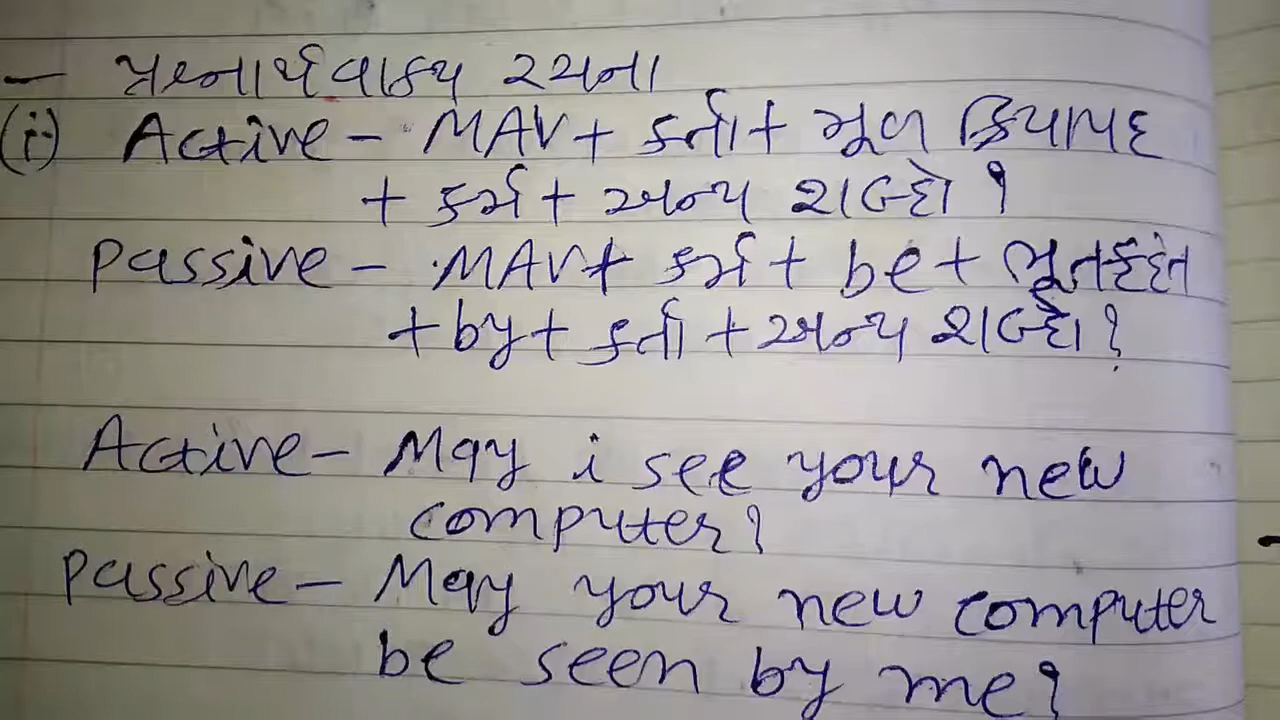 — પ્રશ્નાર્થવાક્ય રચના
(i) Active - MAV + કર્તા + મૂળ ક્રિયાપદ
+ કર્મ + અન્ય શબ્દો ?
Passive - MAV + કર્મ + be + ભૂતકૃદંત
+ by + કર્તા + અન્ય શબ્દો ?
Active - May i see your new
computer?
Passive - May your new computer
be seen by me?